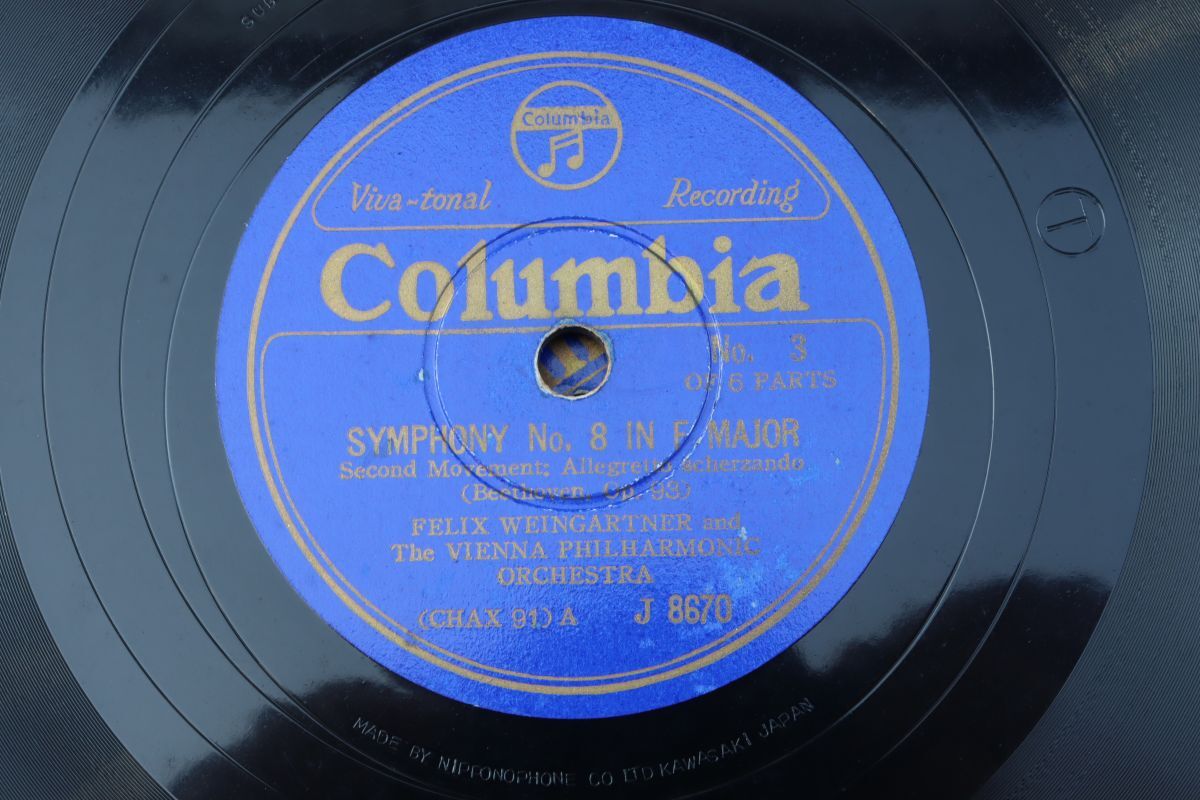 SUB
Columbia
Viva-tonal Recording
Columbia
No. 3
OF 6 PARTS
SYMPHONY No. 8 IN F MAJOR
Second Movement; Allegretto scherzando
(Beethoven, Op. 93)
FELIX WEINGARTNER and
The VIENNA PHILHARMONIC
ORCHESTRA
(CHAX 91) A J 8670
MADE BY NIPPONOPHONE CO LTD KAWASAKI JAPAN